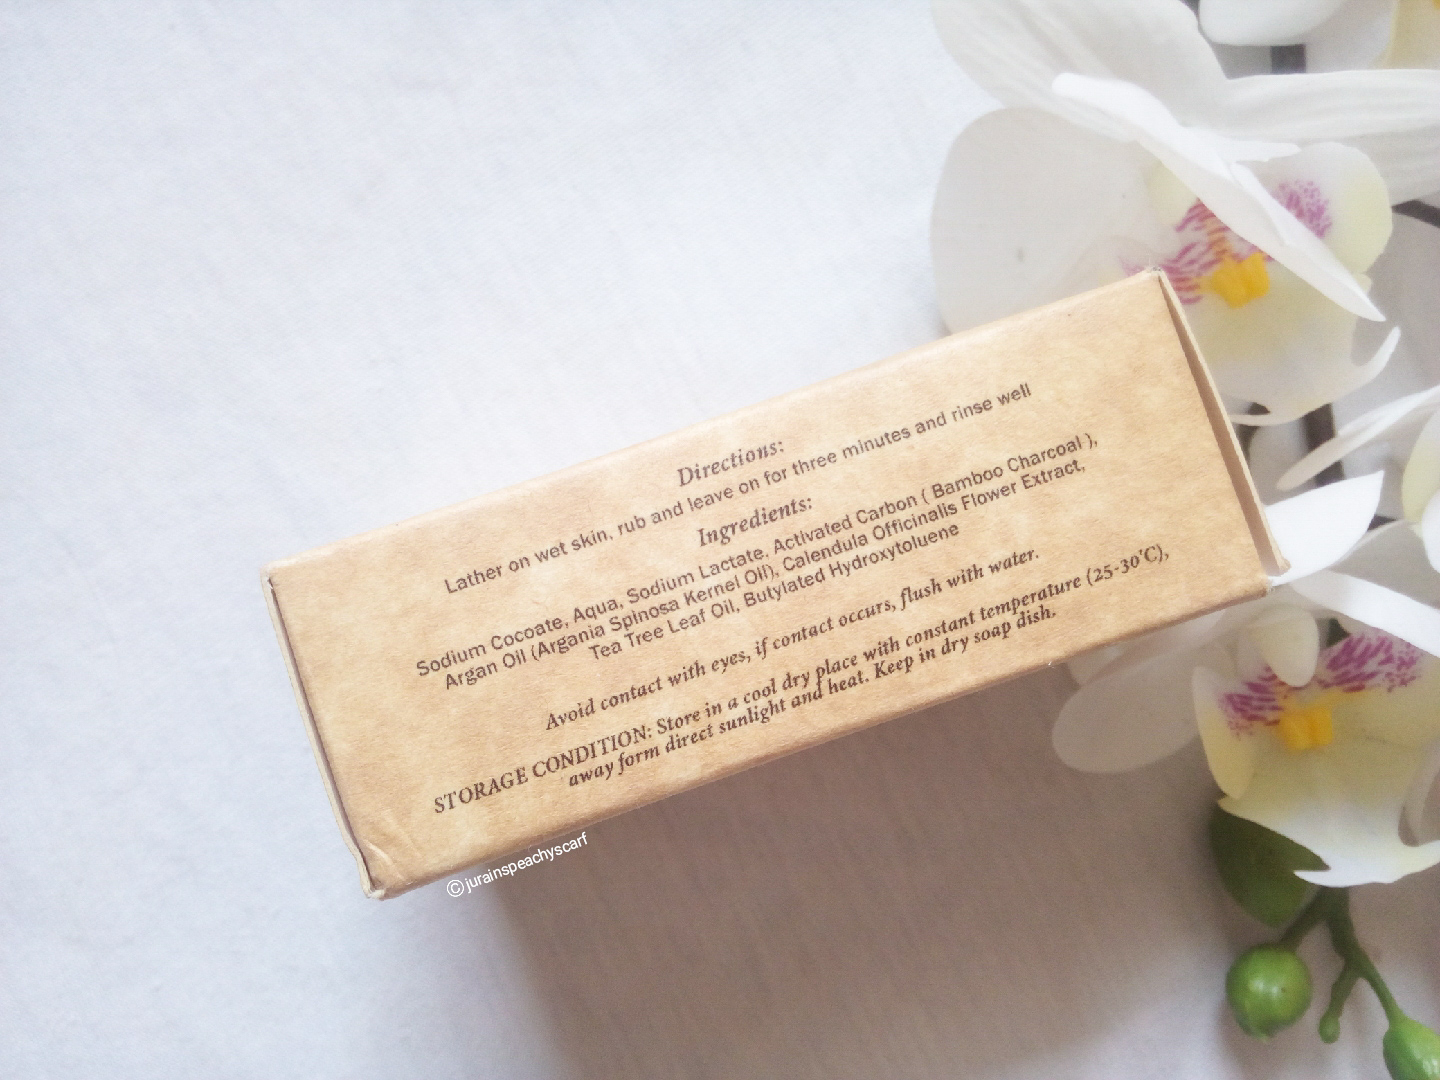 Directions:
Lather on wet skin, rub and leave on for three minutes and rinse well
Ingredients:
Sodium Cocoate, Aqua, Sodium Lactate, Activated Carbon ( Bamboo Charcoal ),
Argan Oil (Argania Spinosa Kernel Oil), Calendula Officinalis Flower Extract,
Tea Tree Leaf Oil, Butylated Hydroxytoluene
Avoid contact with eyes, if contact occurs, flush with water.
STORAGE CONDITION: Store in a cool dry place with constant temperature (25-30°C),
away form direct sunlight and heat. Keep in dry soap dish.
©jurainspeachyscarf